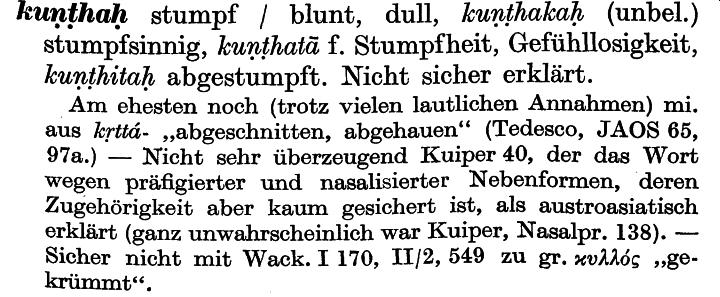 kuṇṭhaḥ stumpf / blunt, dull, kuṇṭhakaḥ (unbel.)
stumpfsinnig, kuṇṭhatā f. Stumpfheit, Gefühllosigkeit,
kuṇṭhitaḥ abgestumpft. Nicht sicher erklärt.
Am ehesten noch (trotz vielen lautlichen Annahmen) mi.
aus kṛttá- „abgeschnitten, abgehauen“ (Tedesco, JAOS 65,
97a.) — Nicht sehr überzeugend Kuiper 40, der das Wort
wegen präfigierter und nasalisierter Nebenformen, deren
Zugehörigkeit aber kaum gesichert ist, als austroasiatisch
erklärt (ganz unwahrscheinlich war Kuiper, Nasalpr. 138). —
Sicher nicht mit Wack. I 170, II/2, 549 zu gr. κυλλός „ge-
krümmt“.